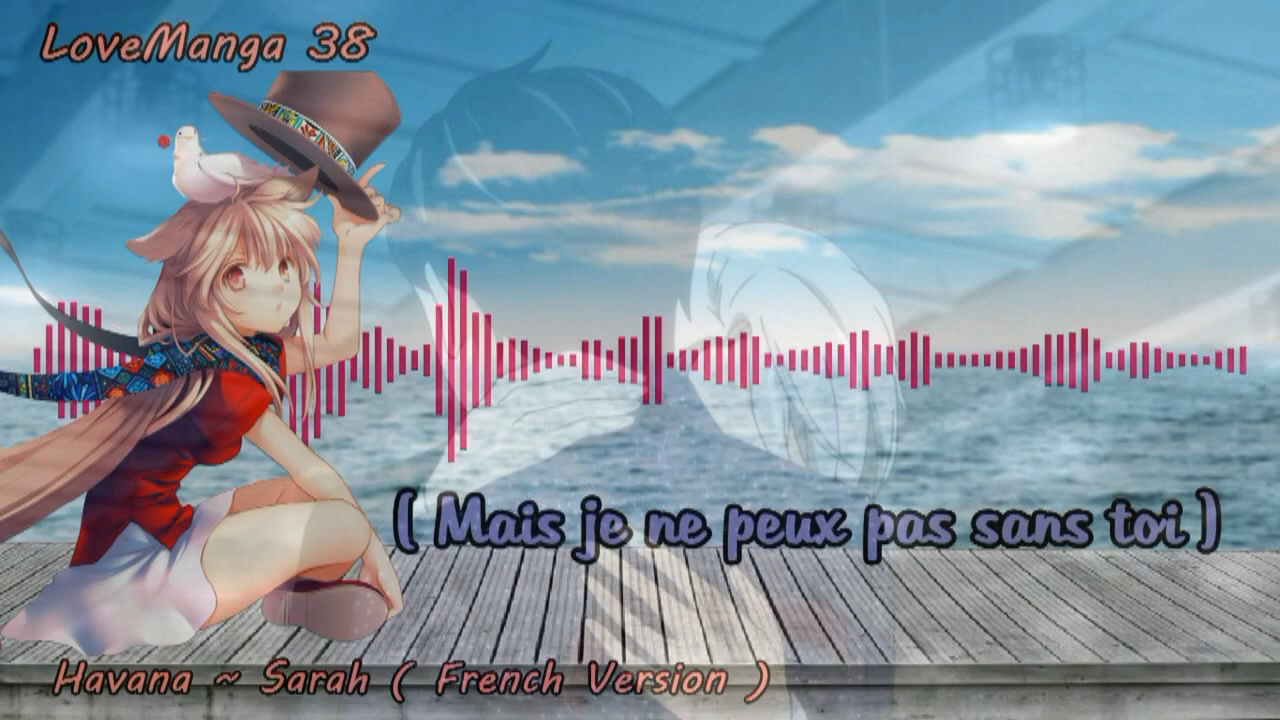 LoveManga 38
( Mais je ne peux pas sans toi )
Havana ~ Sarah ( French Version )